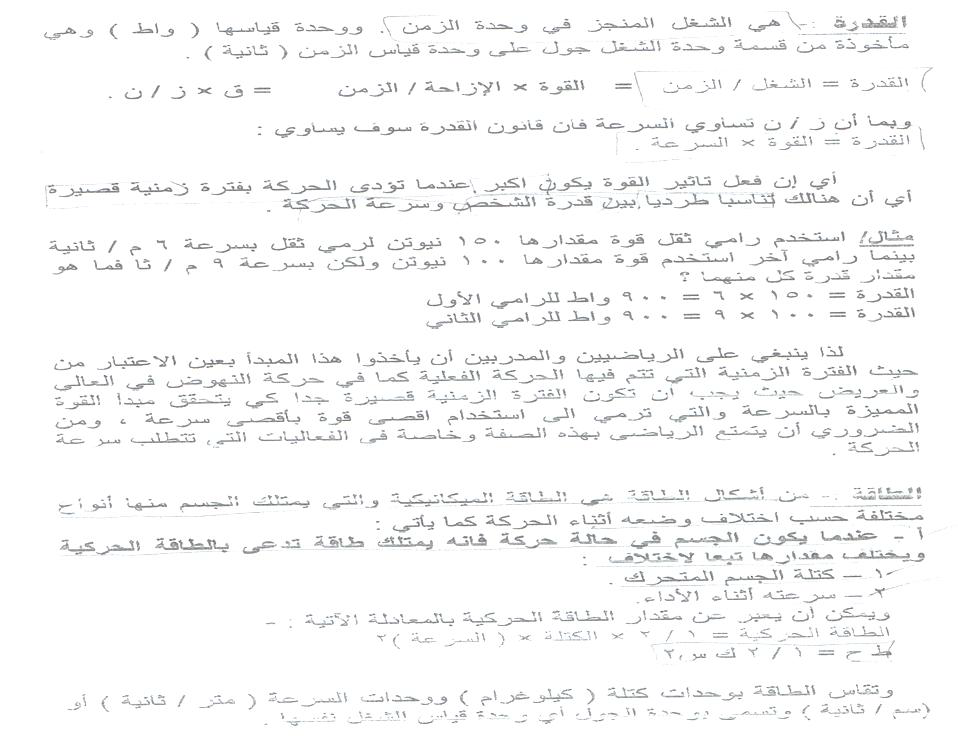 القدرة :- هي الشغل المنجز في وحدة الزمن . ووحدة قياسها ( واط ) وهي
مأخوذة من قسمة وحدة الشغل جول على وحدة قياس الزمن ( ثانية ) .
القدرة = الشغل / الزمن = القوة × الإزاحة / الزمن = ق × ز / ن .
وبما أن ز / ن تساوي السرعة فان قانون القدرة سوف يساوي :
القدرة = القوة × السرعة .
أي إن فعل تاثير القوة يكون اكبر عندما تؤدى الحركة بفترة زمنية قصيرة
أي أن هنالك تناسبا طرديا بين قدرة الشخص وسرعة الحركة .
مثال/ استخدم رامي ثقل قوة مقدارها ١٥٠ نيوتن لرمي ثقل بسرعة ٦ م / ثانية
بينما رامي آخر استخدم قوة مقدارها ١٠٠ نيوتن ولكن بسرعة ٩ م / ثا فما هو
مقدار قدرة كل منهما ؟
القدرة = ١٥٠ × ٦ = ٩٠٠ واط للرامي الأول
القدرة = ١٠٠ × ٩ = ٩٠٠ واط للرامي الثاني
لذا ينبغي على الرياضيين والمدربين أن يأخذوا هذا المبدأ بعين الاعتبار من
حيث الفترة الزمنية التي تتم فيها الحركة الفعلية كما في حركة النهوض في العالي
والعريض حيث يجب ان تكون الفترة الزمنية قصيرة جدا كي يتحقق مبدأ القوة
المميزة بالسرعة والتي ترمي الى استخدام اقصى قوة بأقصى سرعة ، ومن
الضروري أن يتمتع الرياضي بهذه الصفة وخاصة في الفعاليات التي تتطلب سرعة
الحركة .
الطاقة :- من أشكال الطاقة هي الطاقة الميكانيكية والتي يمتلك الجسم منها أنواع
مختلفة حسب اختلاف وضعه أثناء الحركة كما يأتي :
أ – عندما يكون الجسم في حالة حركة فانه يمتلك طاقة تدعى بالطاقة الحركية
ويختلف مقدارها تبعا لاختلاف :
١ – كتلة الجسم المتحرك .
٢ – سرعته أثناء الأداء.
ويمكن أن يعبر عن مقدار الطاقة الحركية بالمعادلة الآتية : -
الطاقة الحركية = ١ / ٢ × الكتلة × ( السرعة )٢
ط ح = ١ / ٢ ك س٢
وتقاس الطاقة بوحدات كتلة ( كيلوغرام ) ووحدات السرعة ( متر / ثانية ) أو
(سم / ثانية ) وتسمى بوحدة الجول أي وحدة قياس الشغل نفسها .